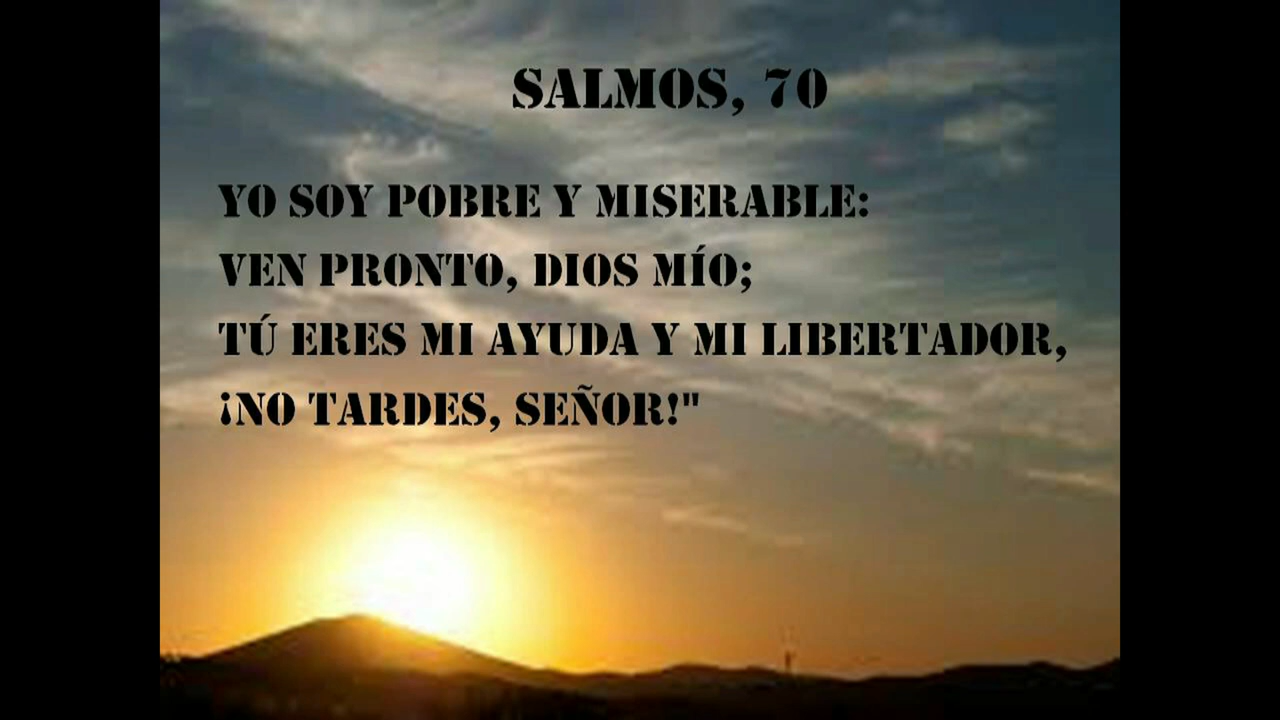 SALMOS, 70
YO SOY POBRE Y MISERABLE:
VEN PRONTO, DIOS MÍO;
TÚ ERES MI AYUDA Y MI LIBERTADOR,
¡NO TARDES, SEÑOR!"